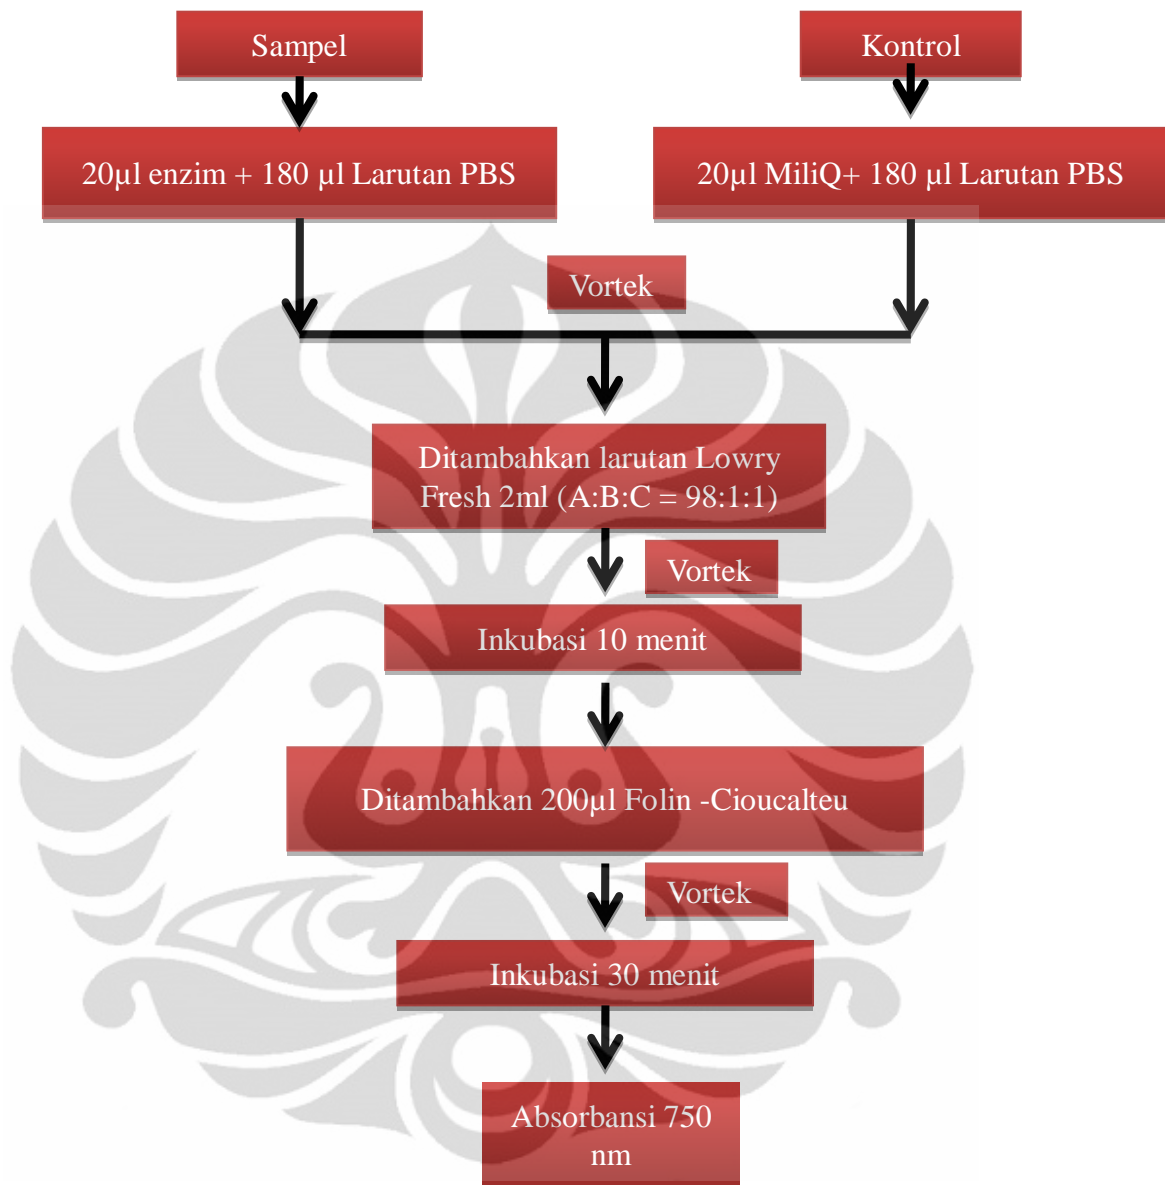 Sampel
Kontrol
20µl enzim + 180 µl Larutan PBS
20µl MiliQ+ 180 µl Larutan PBS
Vortek
Ditambahkan larutan Lowry
Fresh 2ml (A:B:C = 98:1:1)
Vortek
Inkubasi 10 menit
Ditambahkan 200µl Folin -Cioucalteu
Vortek
Inkubasi 30 menit
Absorbansi 750
nm